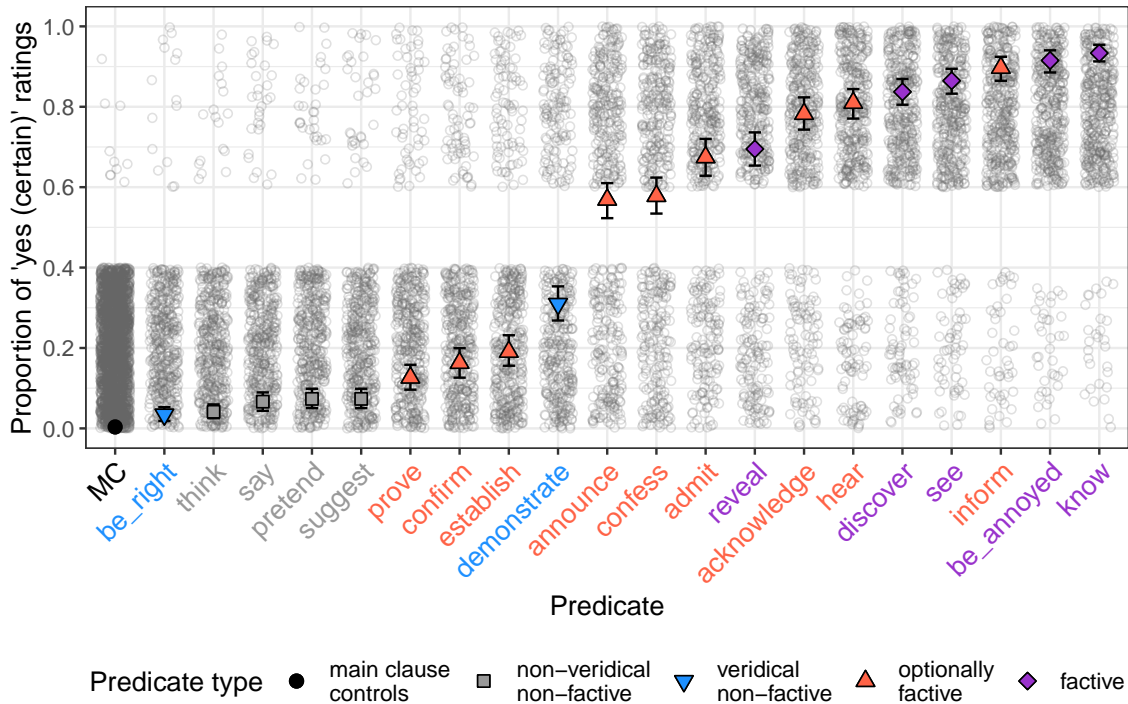 Proportion of 'yes (certain)' ratings
1.0
0.8
0.6
0.4
0.2
0.0
MC
be_right
think
say
pretend
suggest
prove
confirm
establish
demonstrate
announce
confess
admit
reveal
acknowledge
hear
discover
see
inform
be_annoyed
know
Predicate
Predicate type
main clause
controls
non−veridical
non−factive
veridical
non−factive
optionally
factive
factive